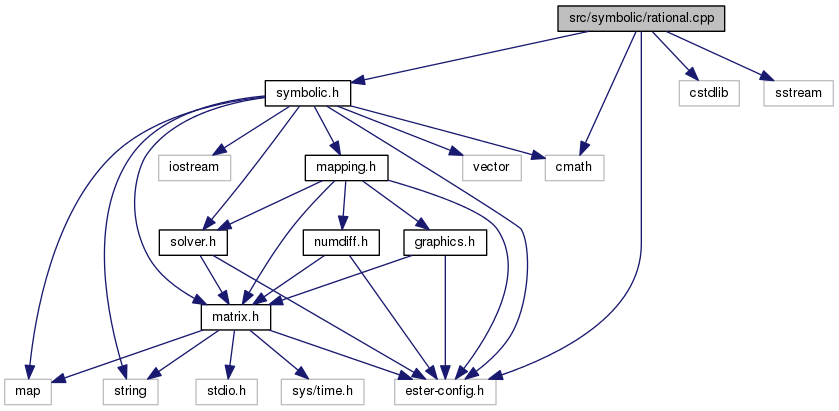 src/symbolic/rational.cpp
symbolic.h
cstdlib
sstream
iostream
mapping.h
vector
cmath
solver.h
numdiff.h
graphics.h
matrix.h
map
string
stdio.h
sys/time.h
ester-config.h